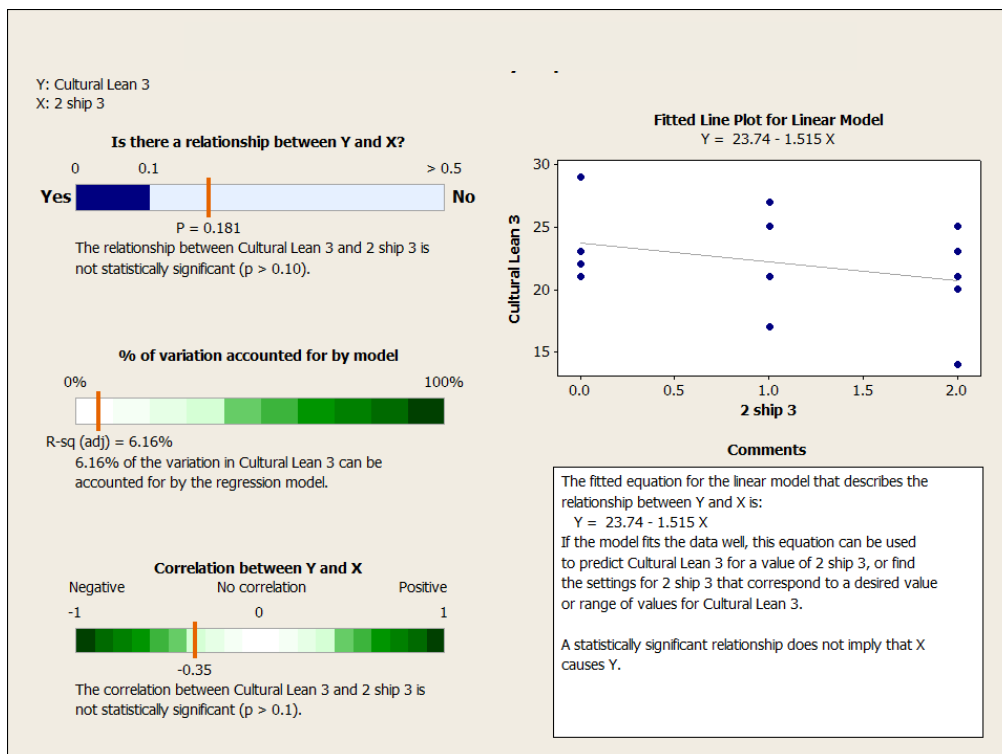 Y: Cultural Lean 3
X: 2 ship 3
Is there a relationship between Y and X?
0 0.1 > 0.5
Yes No
P = 0.181
The relationship between Cultural Lean 3 and 2 ship 3 is
not statistically significant (p > 0.10).
% of variation accounted for by model
0% 100%
R-sq (adj) = 6.16%
6.16% of the variation in Cultural Lean 3 can be
accounted for by the regression model.
Correlation between Y and X
Negative No correlation Positive
-1 0 1
-0.35
The correlation between Cultural Lean 3 and 2 ship 3 is
not statistically significant (p > 0.1).
Fitted Line Plot for Linear Model
Y = 23.74 - 1.515 X
30
25
20
15
Cultural Lean 3
0.0 0.5 1.0 1.5 2.0
2 ship 3
Comments
The fitted equation for the linear model that describes the
relationship between Y and X is:
Y = 23.74 - 1.515 X
If the model fits the data well, this equation can be used
to predict Cultural Lean 3 for a value of 2 ship 3, or find
the settings for 2 ship 3 that correspond to a desired value
or range of values for Cultural Lean 3.
A statistically significant relationship does not imply that X
causes Y.